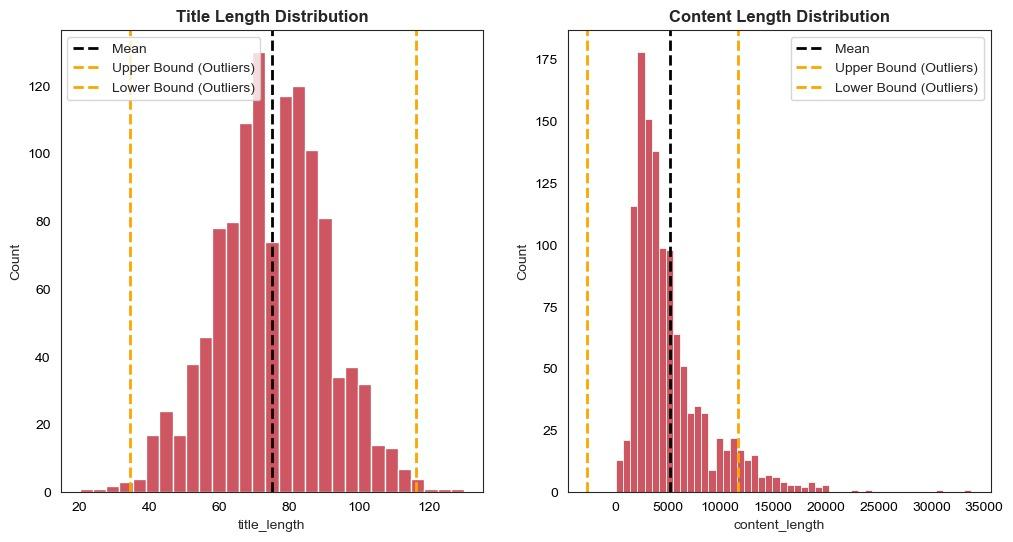 Title Length Distribution
Mean
Upper Bound (Outliers)
Lower Bound (Outliers)
Count
0
20
40
60
80
100
120
20
40
60
80
100
120
title_length
Content Length Distribution
Mean
Upper Bound (Outliers)
Lower Bound (Outliers)
Count
0
25
50
75
100
125
150
175
0
5000
10000
15000
20000
25000
30000
35000
content_length